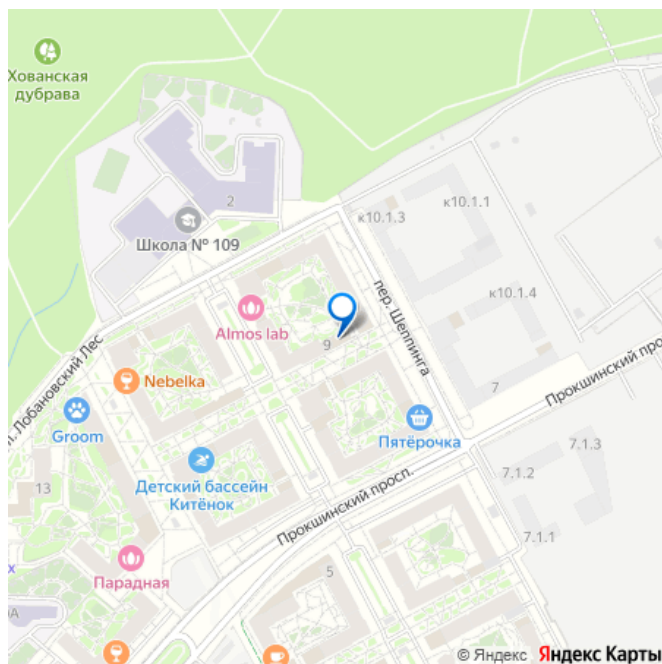 Хованская
дубрава
2
Школа № 109
к10.1.3
к10.1.1
к10.1.4
пер. Шеппинга
Almos lab
9
7
Прокшинский про
л. Лобановский Лес
Nebelka
Groom
Пятёрочка
7.1.3
7.1.2
7.1.1
Детский бассейн
Китёнок
13
Прокшинский просп.
Парадная
х
5
А
© Яндекс Яндекс Карты